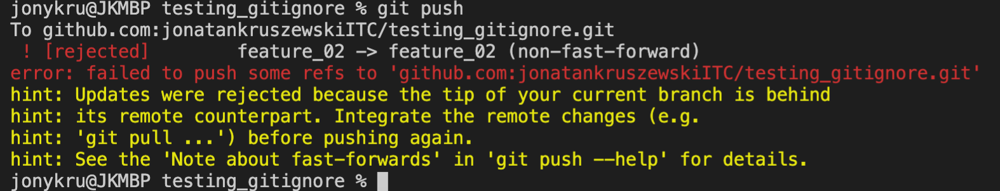 jonykru@JKMBP testing_gitignore % git push
To github.com:jonatankruszewskiITC/testing_gitignore.git
 ! [rejected]        feature_02 -> feature_02 (non-fast-forward)
error: failed to push some refs to 'github.com:jonatankruszewskiITC/testing_gitignore.git'
hint: Updates were rejected because the tip of your current branch is behind
hint: its remote counterpart. Integrate the remote changes (e.g.
hint: 'git pull ...') before pushing again.
hint: See the 'Note about fast-forwards' in 'git push --help' for details.
jonykru@JKMBP testing_gitignore %